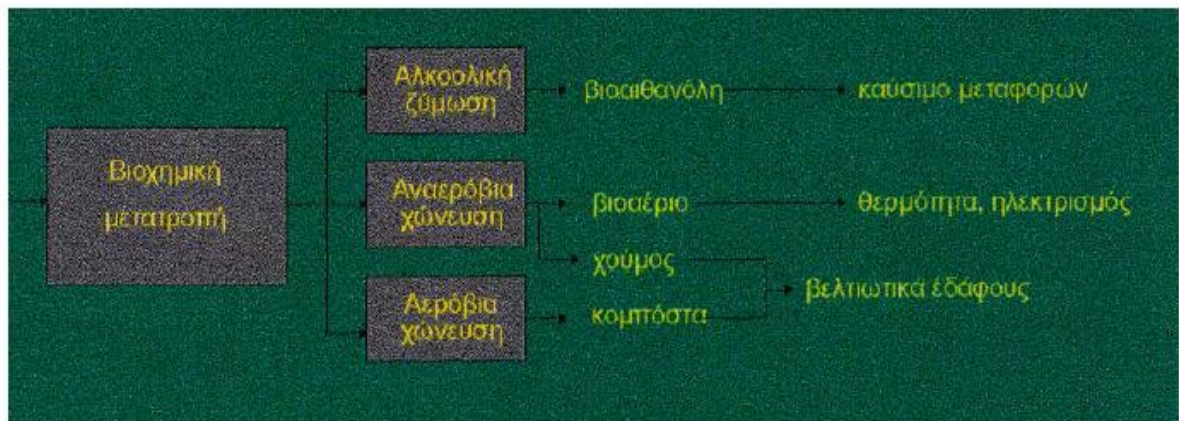 Αλκοολική
ζύμωση
βιοαιθανόλη
καύσιμο μεταφορών
Βιοχημική
μετατροπή
Αναερόβια
χώνευση
βιοαέριο
θερμότητα, ηλεκτρισμός
χούμος
βελτιωτικά εδάφους
Αερόβια
χώνευση
κομπόστα